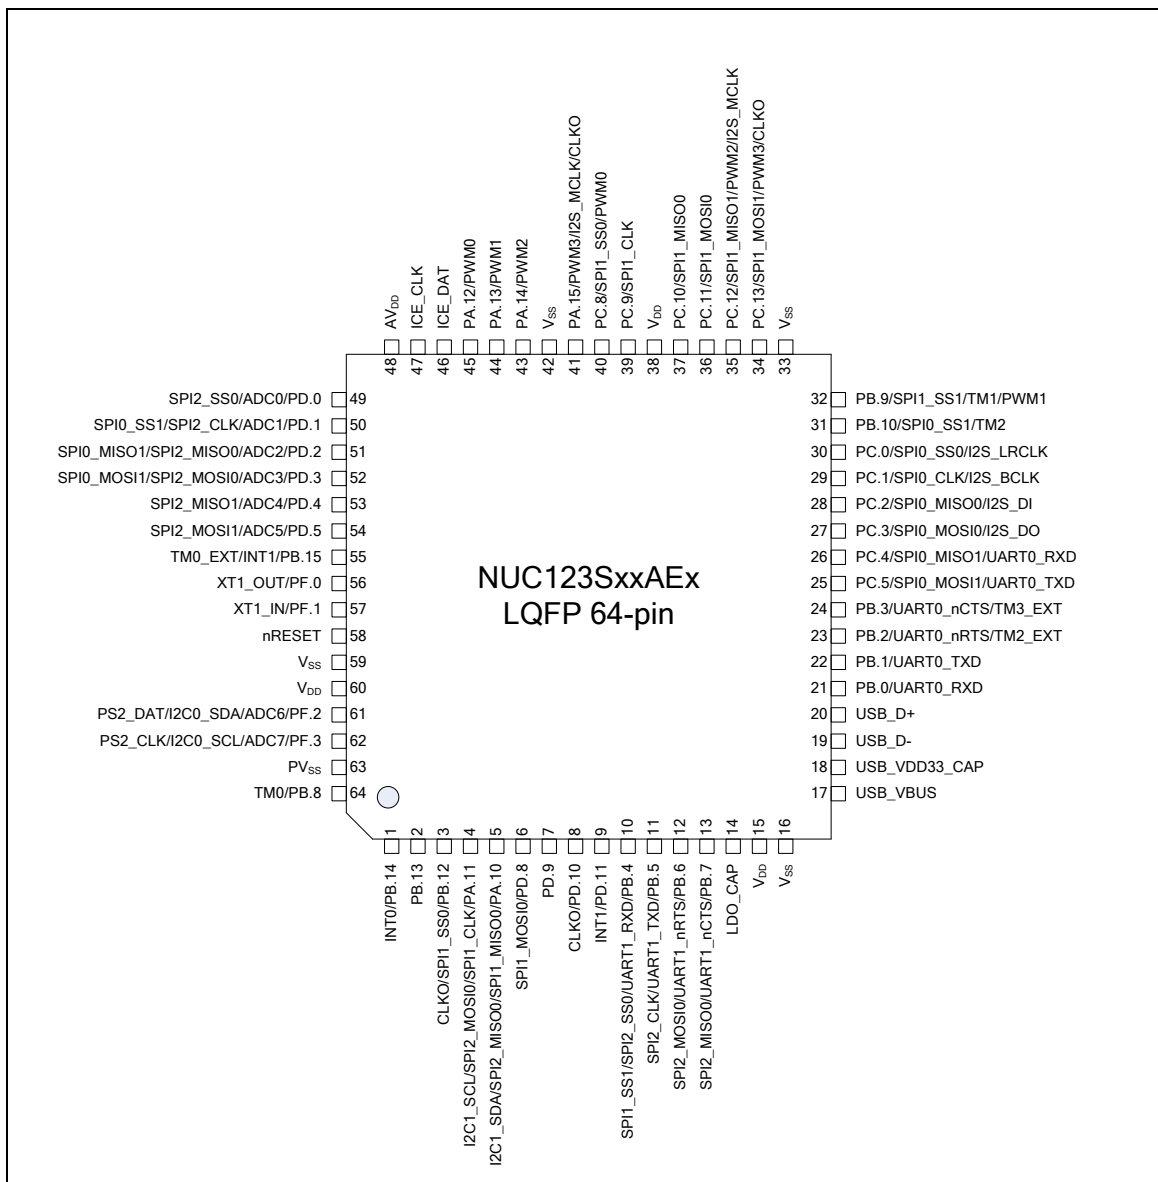 AVDD
ICE_CLK
ICE_DAT
PA.12/PWM0
PA.13/PWM1
PA.14/PWM2
VSS
PA.15/PWM3/I2S_MCLK/CLKO
PC.8/SPI1_SS0/PWM0
PC.9/SPI1_CLK
VDD
PC.10/SPI1_MISO0
PC.11/SPI1_MOSI0
PC.12/SPI1_MISO1/PWM2/I2S_MCLK
PC.13/SPI1_MOSI1/PWM3/CLKO
VSS
48
47
46
45
44
43
42
41
40
39
38
37
36
35
34
33
SPI2_SS0/ADC0/PD.0 49
SPI0_SS1/SPI2_CLK/ADC1/PD.1 50
SPI0_MISO1/SPI2_MISO0/ADC2/PD.2 51
SPI0_MOSI1/SPI2_MOSI0/ADC3/PD.3 52
SPI2_MISO1/ADC4/PD.4 53
SPI2_MOSI1/ADC5/PD.5 54
TM0_EXT/INT1/PB.15 55
XT1_OUT/PF.0 56
XT1_IN/PF.1 57
nRESET 58
VSS 59
VDD 60
PS2_DAT/I2C0_SDA/ADC6/PF.2 61
PS2_CLK/I2C0_SCL/ADC7/PF.3 62
PVSS 63
TM0/PB.8 64
NUC123SxxAEx
LQFP 64-pin
32 PB.9/SPI1_SS1/TM1/PWM1
31 PB.10/SPI0_SS1/TM2
30 PC.0/SPI0_SS0/I2S_LRCLK
29 PC.1/SPI0_CLK/I2S_BCLK
28 PC.2/SPI0_MISO0/I2S_DI
27 PC.3/SPI0_MOSI0/I2S_DO
26 PC.4/SPI0_MISO1/UART0_RXD
25 PC.5/SPI0_MOSI1/UART0_TXD
24 PB.3/UART0_nCTS/TM3_EXT
23 PB.2/UART0_nRTS/TM2_EXT
22 PB.1/UART0_TXD
21 PB.0/UART0_RXD
20 USB_D+
19 USB_D-
18 USB_VDD33_CAP
17 USB_VBUS
1
2
3
4
5
6
7
8
9
10
11
12
13
14
15
16
INT0/PB.14
PB.13
CLKO/SPI1_SS0/PB.12
I2C1_SCL/SPI2_MOSI0/SPI1_CLK/PA.11
I2C1_SDA/SPI2_MISO0/SPI1_MISO0/PA.10
SPI1_MOSI0/PD.8
PD.9
CLKO/PD.10
INT1/PD.11
SPI1_SS1/SPI2_SS0/UART1_RXD/PB.4
SPI2_CLK/UART1_TXD/PB.5
SPI2_MOSI0/UART1_nRTS/PB.6
SPI2_MISO0/UART1_nCTS/PB.7
LDO_CAP
VDD
VSS